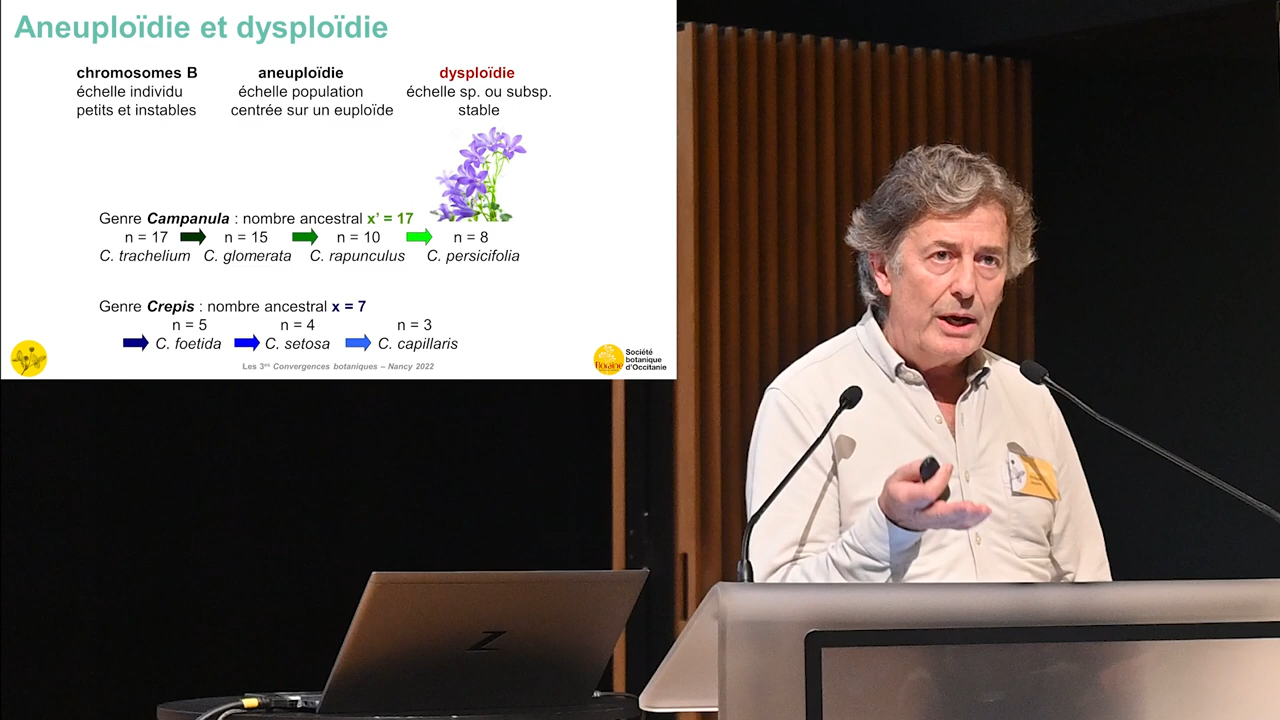 Aneuploïdie et dysploïdie
chromosomes B
échelle individu
petits et instables
aneuploïdie
échelle population
centrée sur un euploïde
dysploïdie
échelle sp. ou subsp.
stable
Genre Campanula : nombre ancestral x’ = 17
n = 17 n = 15 n = 10 n = 8
C. trachelium C. glomerata C. rapunculus C. persicifolia
Genre Crepis : nombre ancestral x = 7
n = 5 n = 4 n = 3
C. foetida C. setosa C. capillaris
Les 3es Convergences botaniques – Nancy 2022
floraine
Société
botanique
d'Occitanie